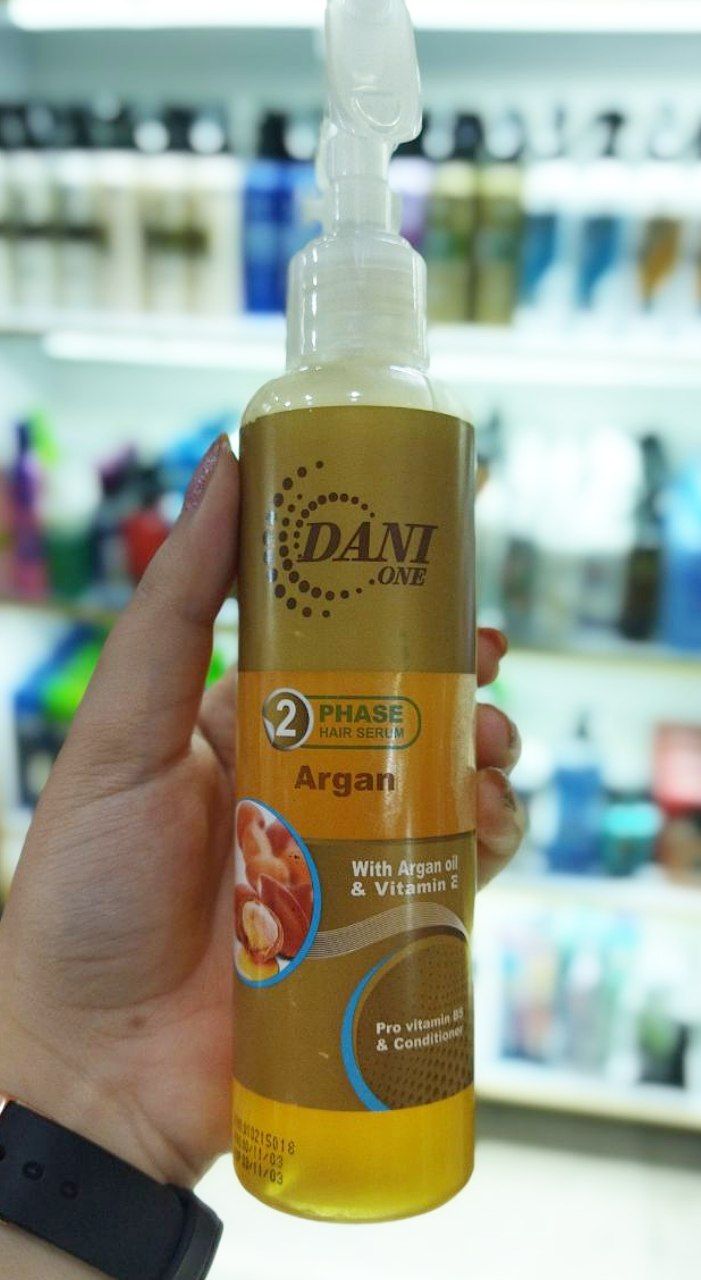 DANI
ONE
2 PHASE
HAIR SERUM
Argan
With Argan oil
& Vitamin E
Pro vitamin B5
& Conditioner